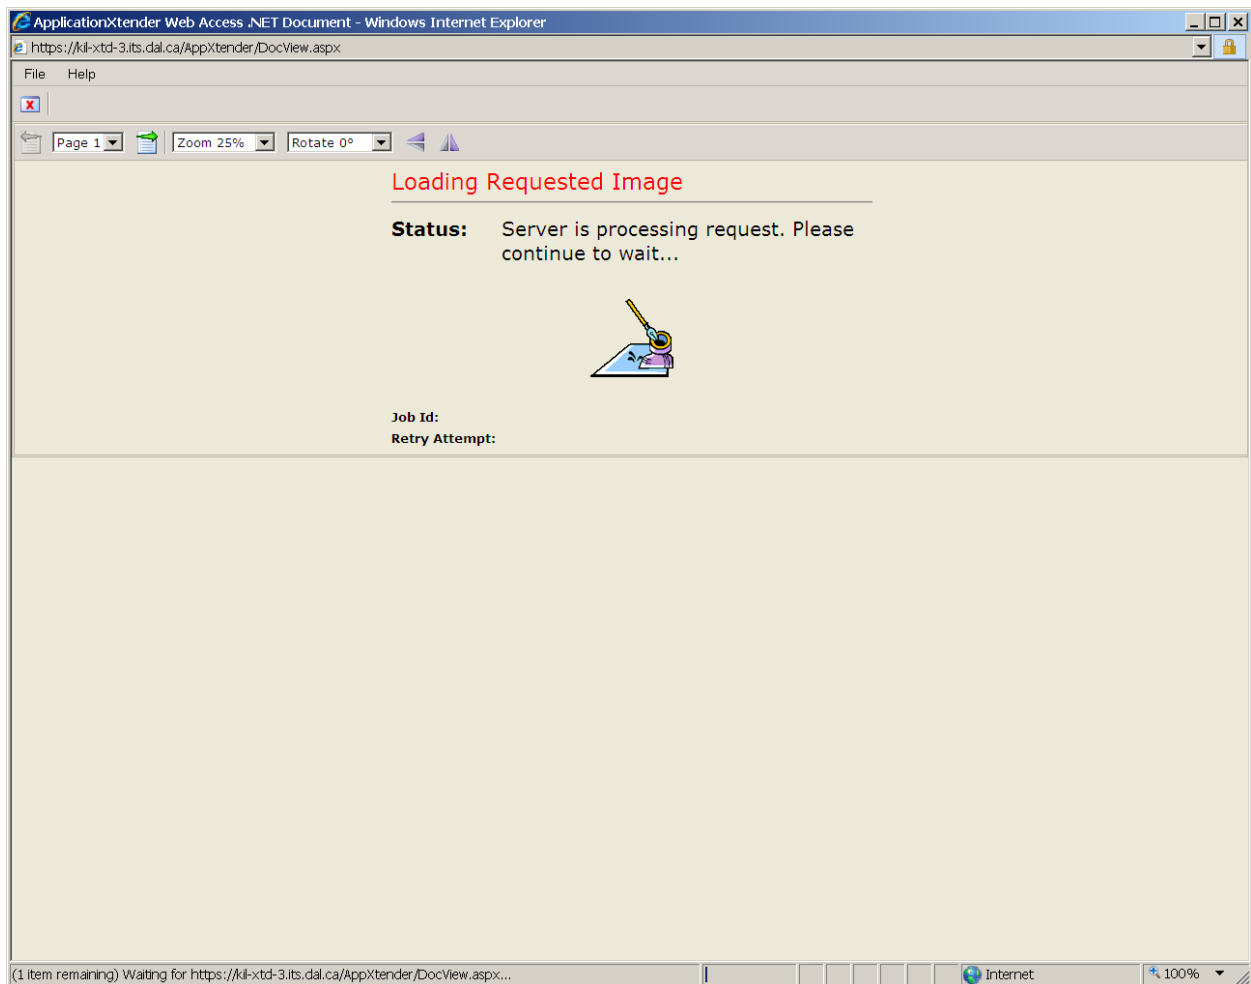 ApplicationXtender Web Access .NET Document - Windows Internet Explorer
https://kil-xtd-3.its.dal.ca/AppXtender/DocView.aspx
File Help
Page 1 Zoom 25% Rotate 0°
Loading Requested Image
Status: Server is processing request. Please
continue to wait...
Job Id:
Retry Attempt:
(1 item remaining) Waiting for https://kil-xtd-3.its.dal.ca/AppXtender/DocView.aspx... Internet 100%